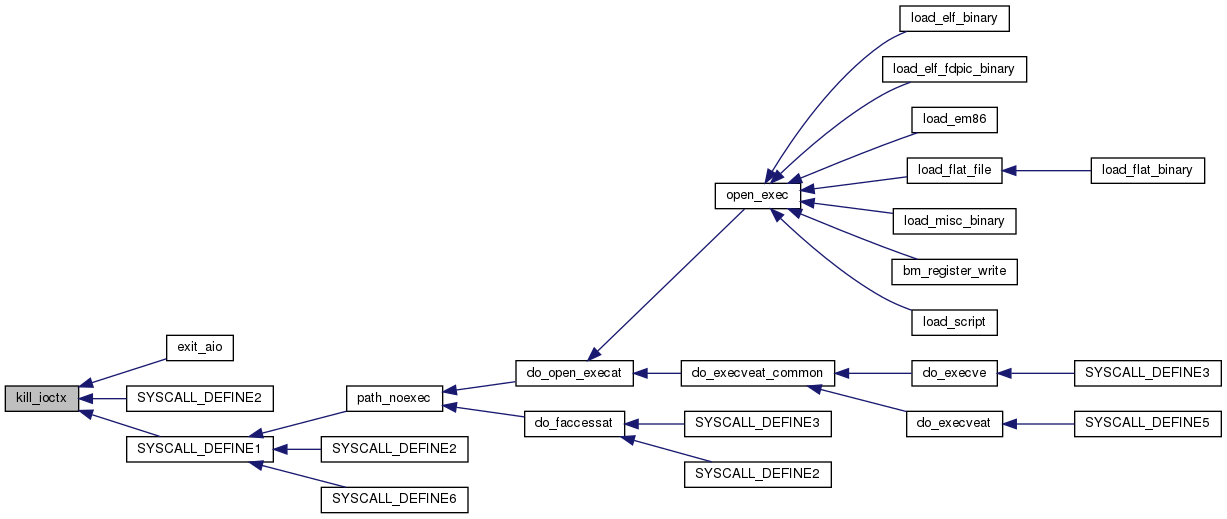 load_elf_binary
load_elf_fdpic_binary
load_em86
load_flat_file
load_flat_binary
open_exec
load_misc_binary
bm_register_write
load_script
exit_aio
do_open_execat
do_execveat_common
do_execve
SYSCALL_DEFINE3
kill_ioctx
SYSCALL_DEFINE2
path_noexec
do_faccessat
SYSCALL_DEFINE3
do_execveat
SYSCALL_DEFINE5
SYSCALL_DEFINE1
SYSCALL_DEFINE2
SYSCALL_DEFINE2
SYSCALL_DEFINE6